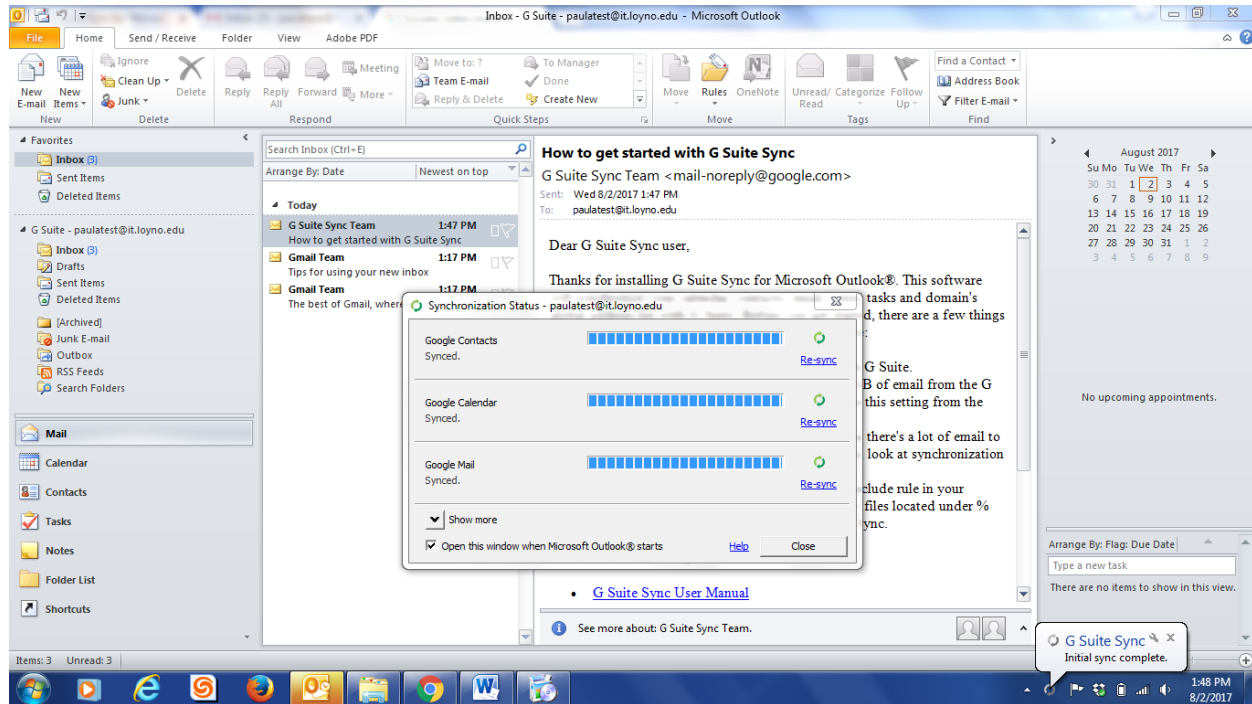 Inbox - G Suite - paulatest@it.loyno.edu - Microsoft Outlook
File Home Send / Receive Folder View Adobe PDF
New E-mail
New Items
New
Ignore
Clean Up
Junk
Delete
Delete
Reply
Reply All
Forward
Meeting
More
Respond
Move to: ?
Team E-mail
Reply & Delete
To Manager
Done
Create New
Quick Steps
Move
Rules
OneNote
Move
Unread/ Read
Categorize
Follow Up
Tags
Find a Contact
Address Book
Filter E-mail
Find
Favorites
Inbox (3)
Sent Items
Deleted Items
G Suite - paulatest@it.loyno.edu
Inbox (3)
Drafts
Sent Items
Deleted Items
[Archived]
Junk E-mail
Outbox
RSS Feeds
Search Folders
Mail
Calendar
Contacts
Tasks
Notes
Folder List
Shortcuts
Search Inbox (Ctrl+E)
Arrange By: Date Newest on top
Today
G Suite Sync Team 1:47 PM
How to get started with G Suite Sync
Gmail Team 1:17 PM
Tips for using your new inbox
Gmail Team 1:17 PM
The best of Gmail, where
How to get started with G Suite Sync
G Suite Sync Team <mail-noreply@google.com>
Sent: Wed 8/2/2017 1:47 PM
To: paulatest@it.loyno.edu
Dear G Suite Sync user,
Thanks for installing G Suite Sync for Microsoft Outlook®. This software
tasks and domain's
d, there are a few things
G Suite.
B of email from the G
this setting from the
there's a lot of email to
look at synchronization
clude rule in your
files located under %
ync.
G Suite Sync User Manual
See more about: G Suite Sync Team.
Synchronization Status - paulatest@it.loyno.edu
Google Contacts
Synced.
Re-sync
Google Calendar
Synced.
Re-sync
Google Mail
Synced.
Re-sync
Show more
Open this window when Microsoft Outlook® starts Help Close
August 2017
Su Mo Tu We Th Fr Sa
30 31 1 2 3 4 5
6 7 8 9 10 11 12
13 14 15 16 17 18 19
20 21 22 23 24 25 26
27 28 29 30 31 1 2
3 4 5 6 7 8 9
No upcoming appointments.
Arrange By: Flag: Due Date
Type a new task
There are no items to show in this view.
G Suite Sync
Initial sync complete.
Items: 3 Unread: 3
1:48 PM
8/2/2017